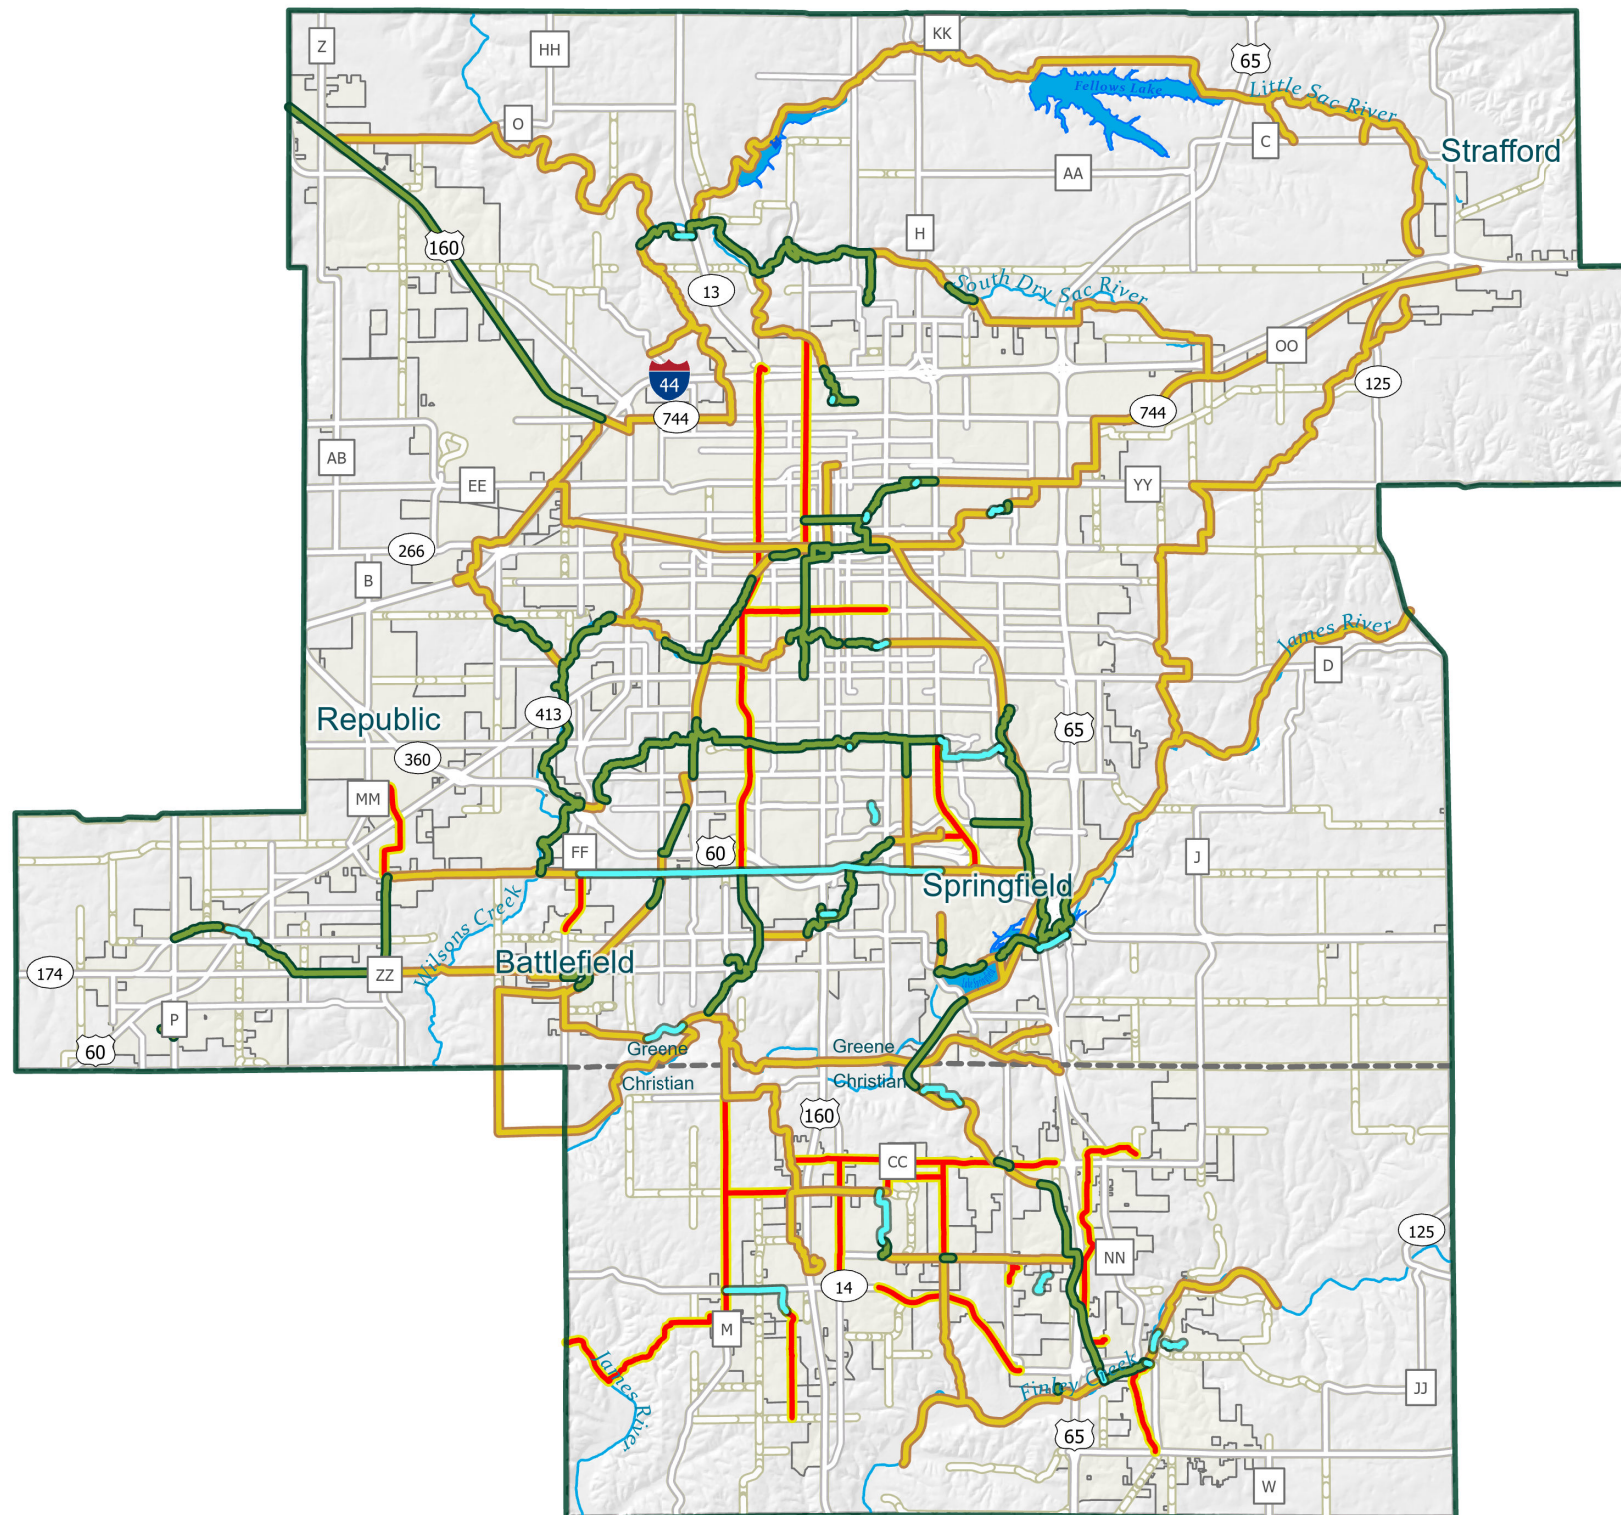 KK
Z
HH
65
Fellows Lake
Little Sac River
O
C
Strafford
AA
H
160
13
South Dry Sac River
OO
44
125
744
744
AB
EE
YY
266
B
James River
D
413
Republic
65
360
MM
FF
60
J
Springfield
Wilsons Creek
Battlefield
174
ZZ
P
60
Greene
Greene
Christian
Christian
160
CC
125
NN
14
M
James River
Finley Creek
JJ
65
W